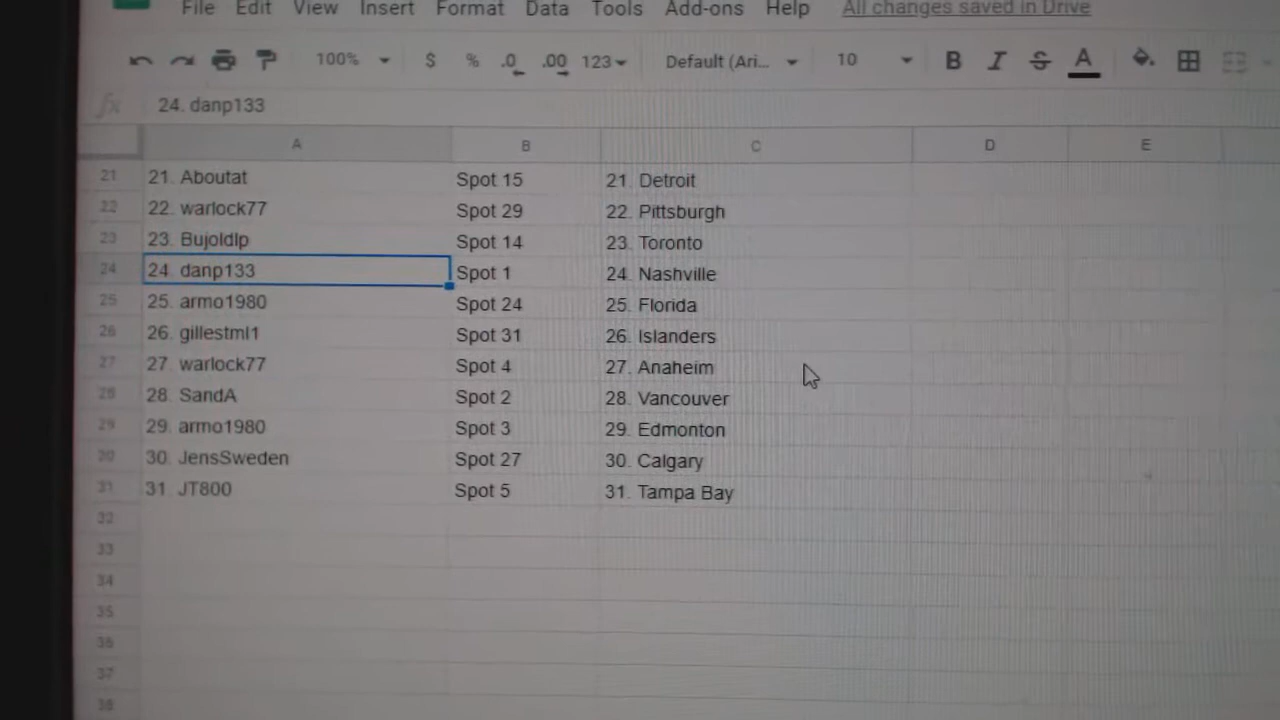 File Edit View Insert Format Data Tools Add-ons Help All changes saved in Drive
100% $ % .0 .00 123 Default (Ari... 10 B I S A
fx 24. danp133
A B C D E
21 21. Aboutat Spot 15 21. Detroit
22 22. warlock77 Spot 29 22. Pittsburgh
23 23. Bujoldlp Spot 14 23. Toronto
24 24. danp133 Spot 1 24. Nashville
25 25. armo1980 Spot 24 25. Florida
26 26. gillestml1 Spot 31 26. Islanders
27 27. warlock77 Spot 4 27. Anaheim
28 28. SandA Spot 2 28. Vancouver
29 29. armo1980 Spot 3 29. Edmonton
30 30. JensSweden Spot 27 30. Calgary
31 31. JT800 Spot 5 31. Tampa Bay
32
33
34
35
36
37
38